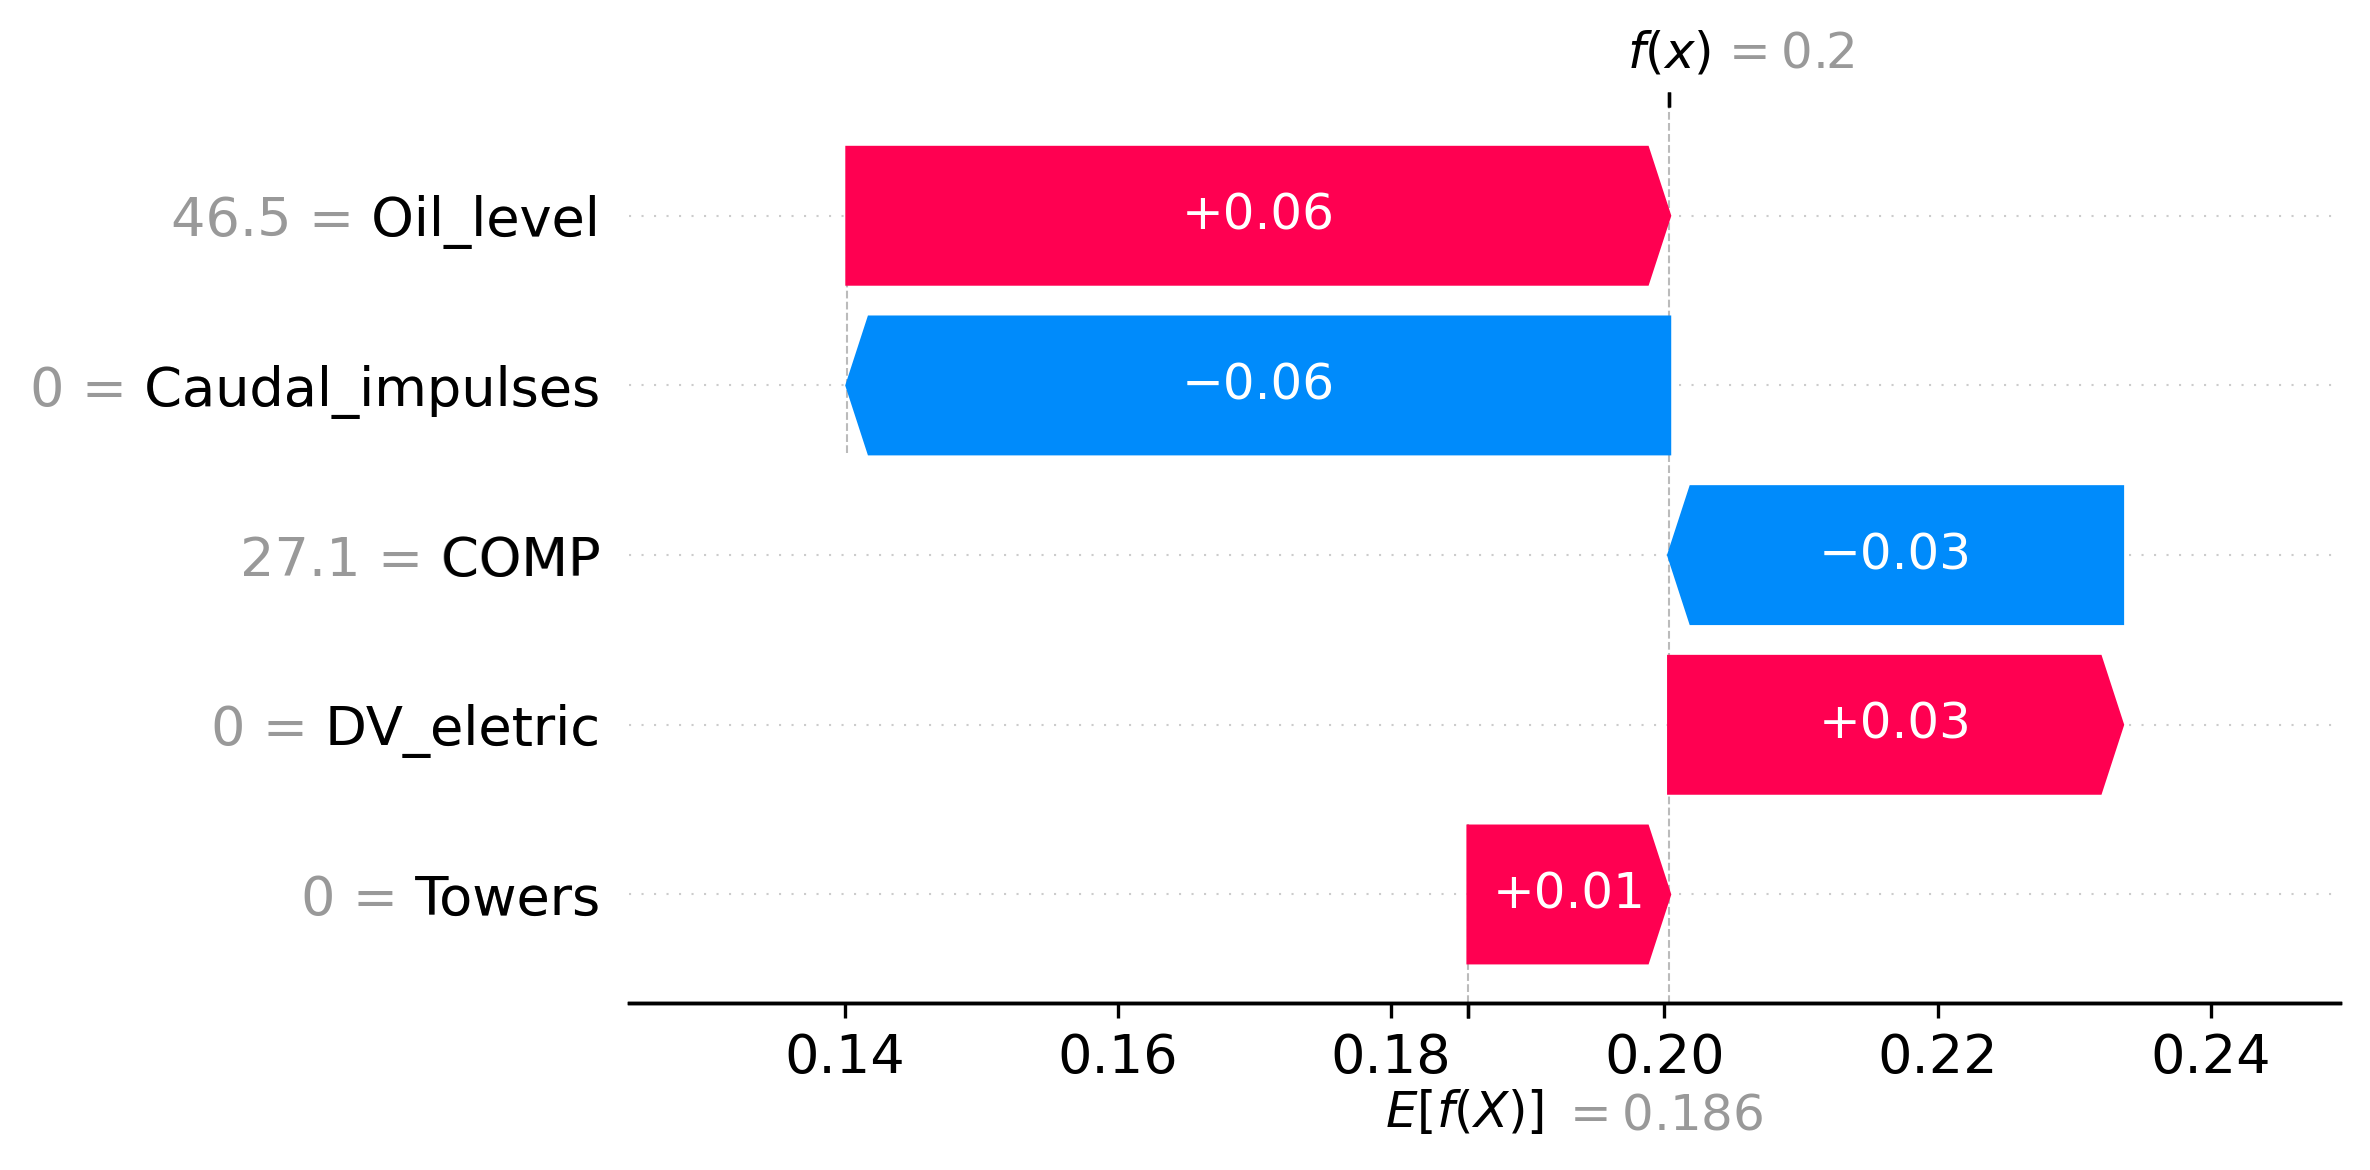 f(x) = 0.2
46.5 = Oil_level
+0.06
0 = Caudal_impulses
−0.06
27.1 = COMP
−0.03
0 = DV_eletric
+0.03
0 = Towers
+0.01
0.14 0.16 0.18 0.20 0.22 0.24
E[f(X)] = 0.186